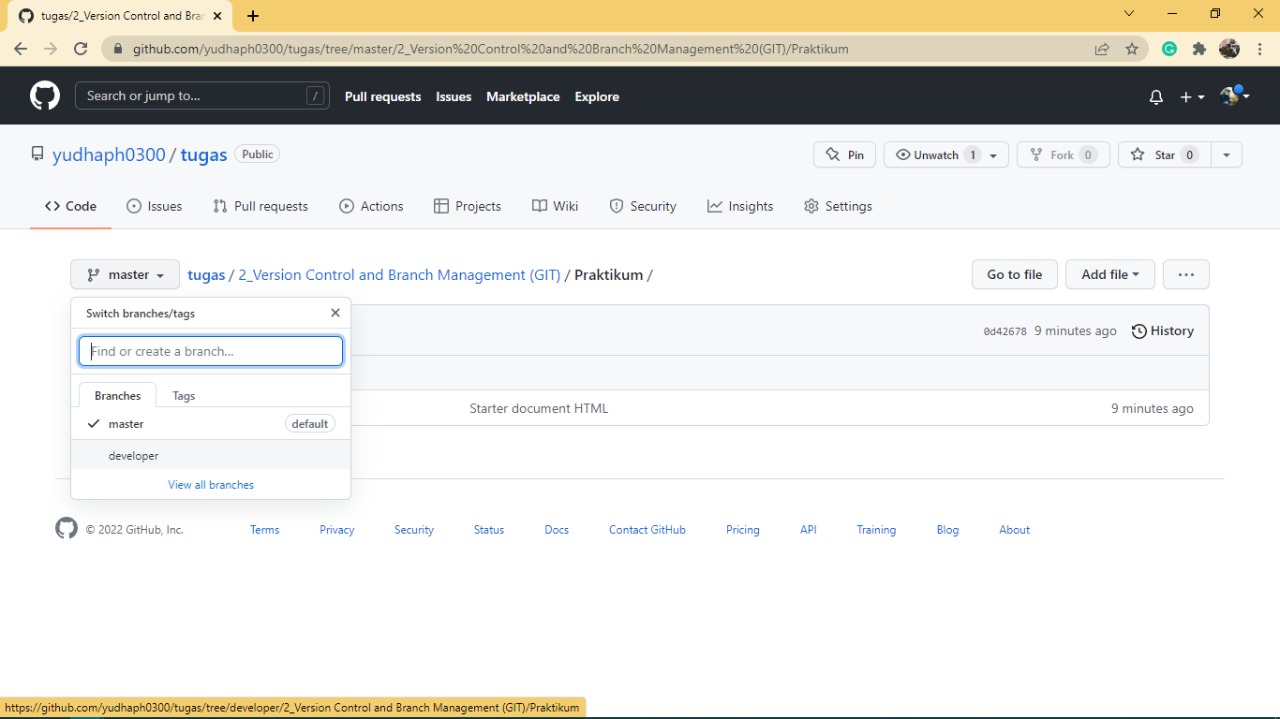 tugas/2_Version Control and Bran
github.com/yudhaph0300/tugas/tree/master/2_Version%20Control%20and%20Branch%20Management%20(GIT)/Praktikum
Search or jump to... /
Pull requests Issues Marketplace Explore
yudhaph0300 / tugas Public
Pin Unwatch 1 Fork 0 Star 0
Code Issues Pull requests Actions Projects Wiki Security Insights Settings
master tugas / 2_Version Control and Branch Management (GIT) / Praktikum /
Go to file Add file
Switch branches/tags
Find or create a branch...
Branches Tags
master default
developer
View all branches
0d42678 9 minutes ago History
Starter document HTML 9 minutes ago
© 2022 GitHub, Inc. Terms Privacy Security Status Docs Contact GitHub Pricing API Training Blog About
https://github.com/yudhaph0300/tugas/tree/developer/2_Version Control and Branch Management (GIT)/Praktikum